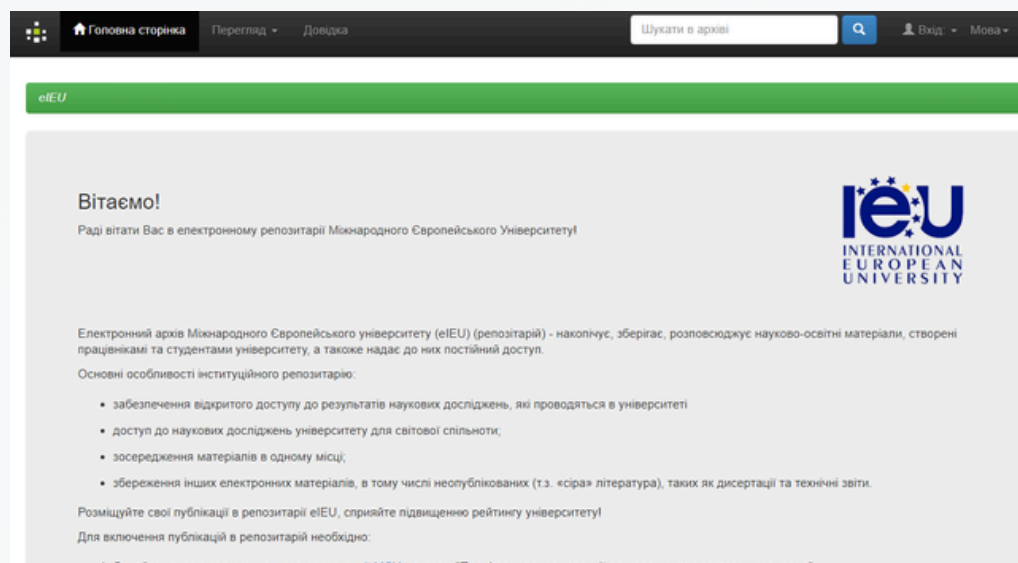 Головна сторінка Перегляд Довідка Шукати в архіві Вхід: Мова
eIEU
Вітаємо!
Раді вітати Вас в електронному репозитарії Міжнародного Європейського Університету!
IEU
INTERNATIONAL
EUROPEAN
UNIVERSITY
Електронний архів Міжнародного Європейського університету (eIEU) (репозітарій) - накопичує, зберігає, розповсюджує науково-освітні матеріали, створені
працівнікамі та студентами університету, а такоже надає до них постійний доступ.
Основні особливості інституційного репозитарію:
• забезпечення відкритого доступу до результатів наукових досліджень, які проводяться в університеті
• доступ до наукових досліджень університету для світової спільноти;
• зосередження матеріалів в одному місці;
• збереження інших електронних матеріалів, в тому числі неопублікованих (т.з. «сіра» література), таких як дисертації та технічні звіти.
Розміщуйте свої публікації в репозитарії eIEU, сприяйте підвищенню рейтингу університету!
Для включення публікацій в репозитарій необхідно: